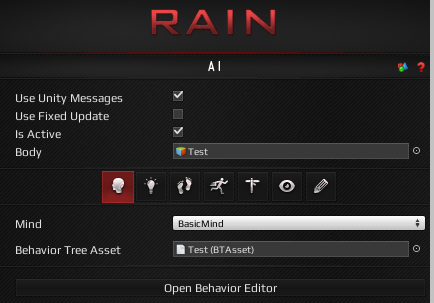 RAIN
AI
?
Use Unity Messages
Use Fixed Update
Is Active
Body Test
Mind BasicMind
Behavior Tree Asset Test (BTAsset)
Open Behavior Editor